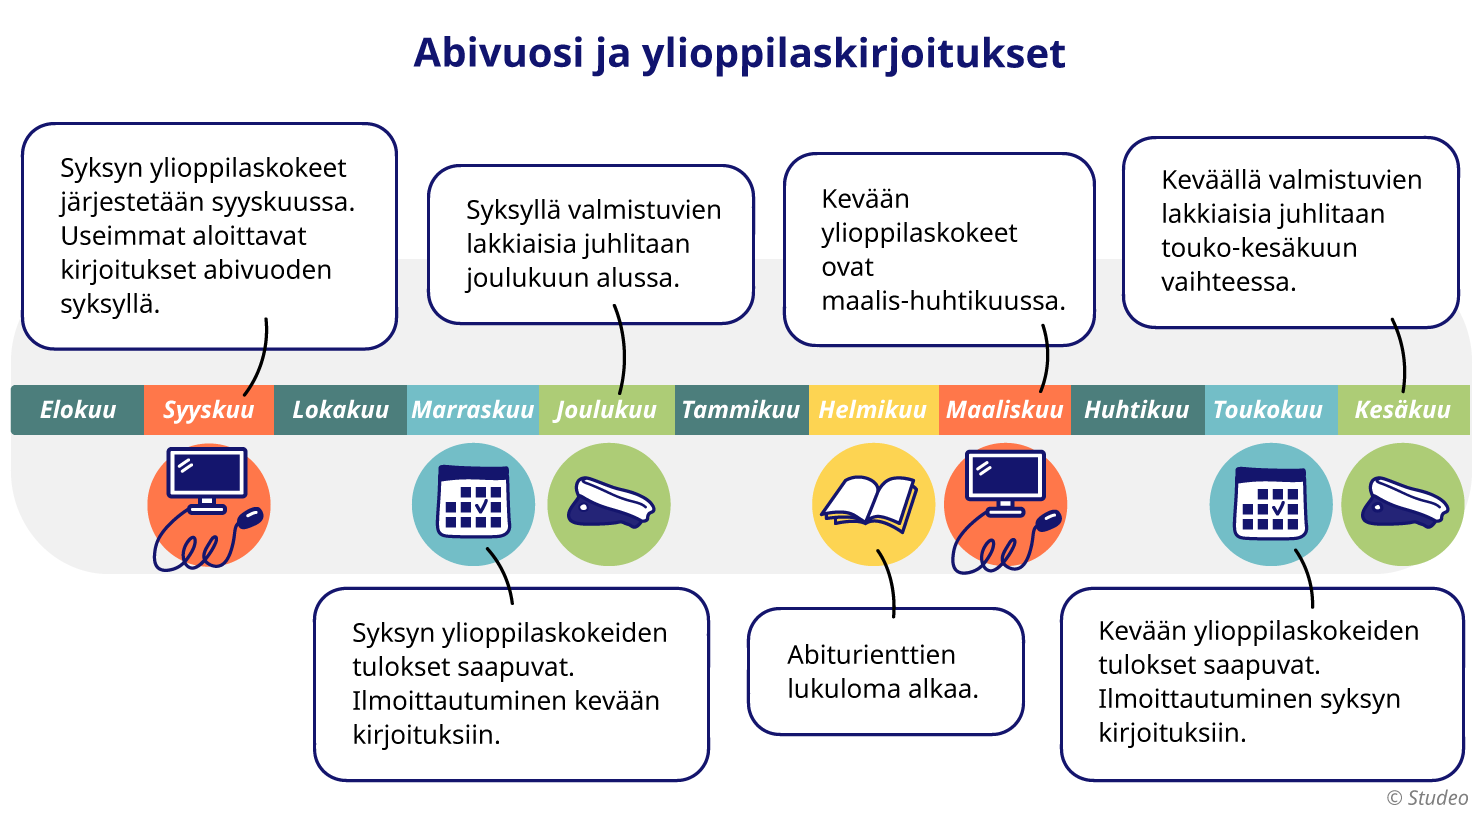 Abivuosi ja ylioppilaskirjoitukset
Syksyn ylioppilaskokeet
järjestetään syyskuussa.
Useimmat aloittavat
kirjoitukset abivuoden
syksyllä.
Syksyllä valmistuvien
lakkiaisia juhlitaan
joulukuun alussa.
Kevään
ylioppilaskokeet
ovat
maalis-huhtikuussa.
Keväällä valmistuvien
lakkiaisia juhlitaan
touko-kesäkuun
vaihteessa.
Elokuu Syyskuu Lokakuu Marraskuu Joulukuu Tammikuu Helmikuu Maaliskuu Huhtikuu Toukokuu Kesäkuu
Syksyn ylioppilaskokeiden
tulokset saapuvat.
Ilmoittautuminen kevään
kirjoituksiin.
Abiturienttien
lukuloma alkaa.
Kevään ylioppilaskokeiden
tulokset saapuvat.
Ilmoittautuminen syksyn
kirjoituksiin.
© Studeo